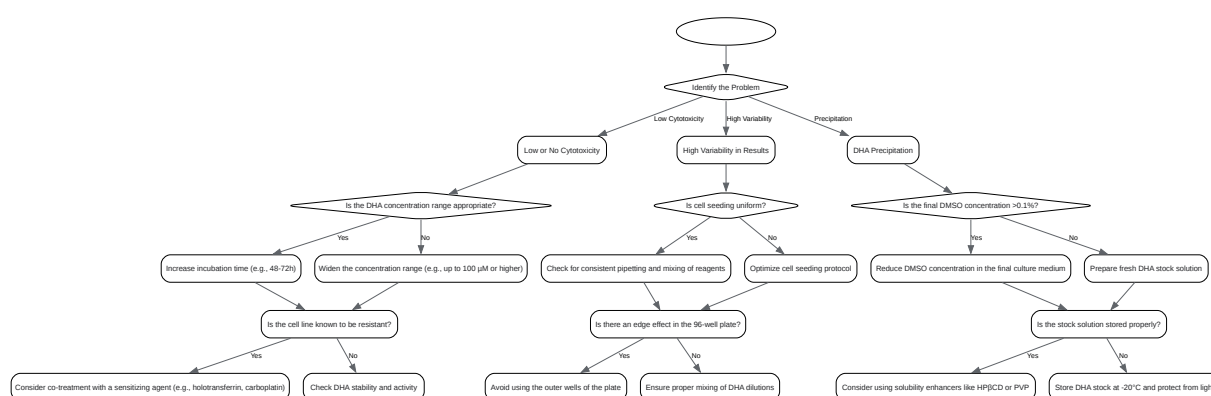 Identify the Problem
Low Cytotoxicity
High Variability
Precipitation
Low or No Cytotoxicity
High Variability in Results
DHA Precipitation
Is the DHA concentration range appropriate?
Is cell seeding uniform?
Is the final DMSO concentration >0.1%?
Yes
No
Yes
No
Yes
No
Increase incubation time (e.g., 48-72h)
Widen the concentration range (e.g., up to 100 μM or higher)
Check for consistent pipetting and mixing of reagents
Optimize cell seeding protocol
Reduce DMSO concentration in the final culture medium
Prepare fresh DHA stock solution
Is the cell line known to be resistant?
Is there an edge effect in the 96-well plate?
Is the stock solution stored properly?
Yes
No
Yes
No
Yes
No
Consider co-treatment with a sensitizing agent (e.g., holotransferrin, carboplatin)
Check DHA stability and activity
Avoid using the outer wells of the plate
Ensure proper mixing of DHA dilutions
Consider using solubility enhancers like HPβCD or PVP
Store DHA stock at -20°C and protect from ligh